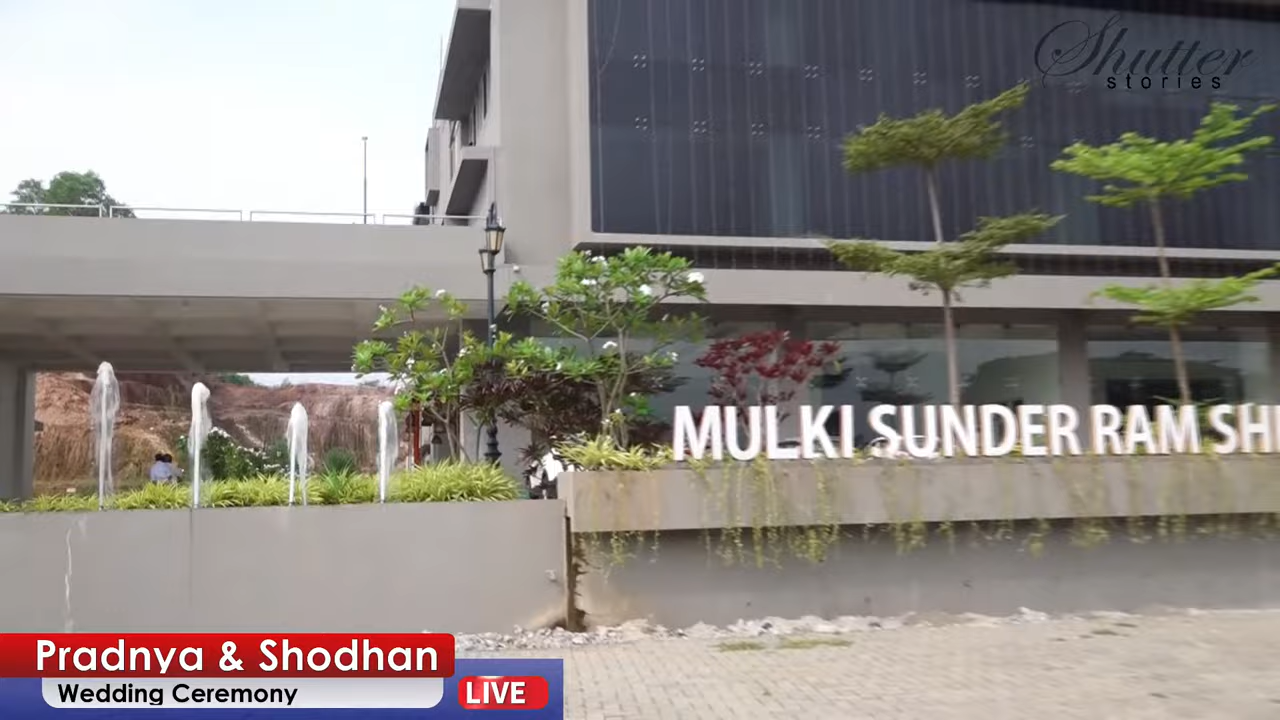 Shutter
stories
MULKI SUNDER RAM SH
Pradnya & Shodhan
Wedding Ceremony
LIVE